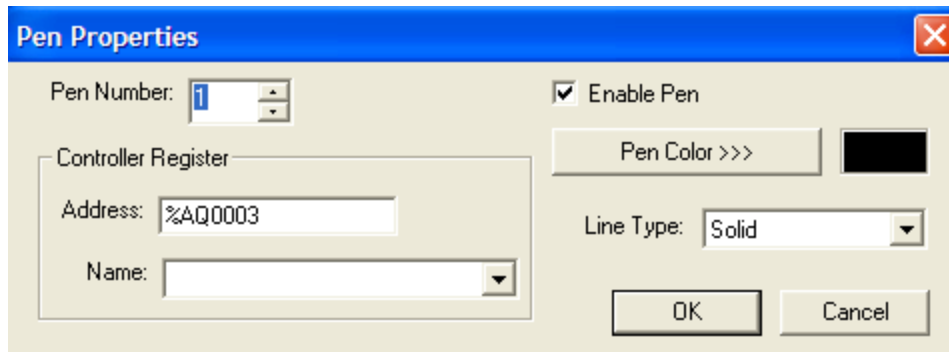 Pen Properties
Pen Number: 1
Enable Pen
Controller Register
Pen Color >>>
Address: %AQ0003
Line Type: Solid
Name:
OK
Cancel